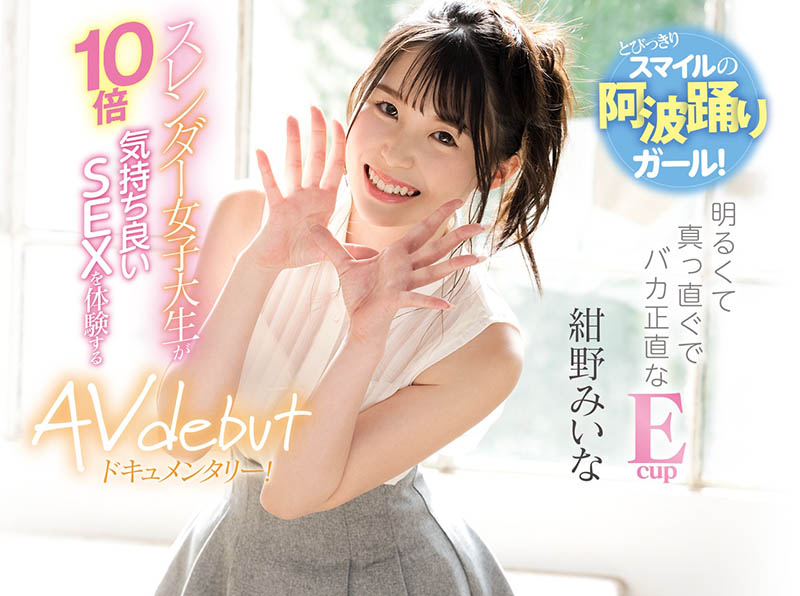 スレンダー女子大生が
10倍
気持ち良い
SEXを体験する
AVdebut
ドキュメンタリー!
とびっきり
スマイルの
阿波踊り
ガール!
明るくて
真っ直ぐで
バカ正直な
E
cup
紺野みいな